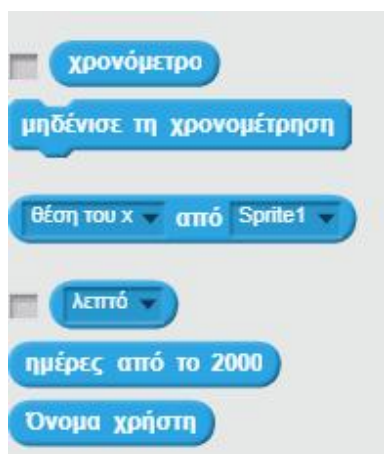 χρονόμετρο
μηδένισε τη χρονομέτρηση
θέση του x από Sprite1
λεπτό
ημέρες από το 2000
Όνομα χρήστη